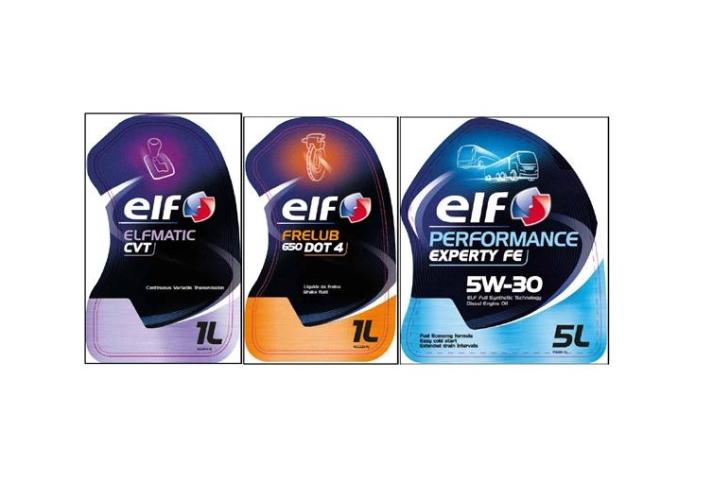 elf
ELFMATIC
CVT
Continuous Variable Transmission
1L
elf
FRELUB
650 DOT 4
Líquido de freins
Brake fluid
1L
elf
PERFORMANCE
EXPERTY FE
5W-30
ELF Full Synthetic Technology
Diesel Engine Oil
Fuel Economy formula
Easy cold start
Extended drain intervals
5L